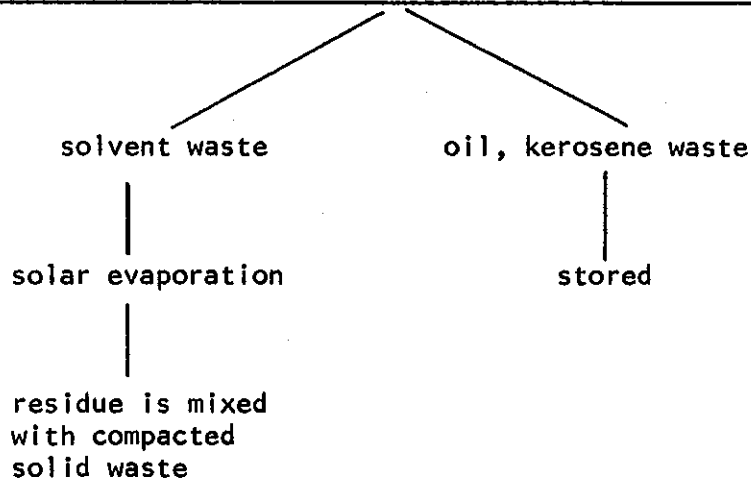 solvent waste
oil, kerosene waste
solar evaporation
stored
residue is mixed
with compacted
solid waste